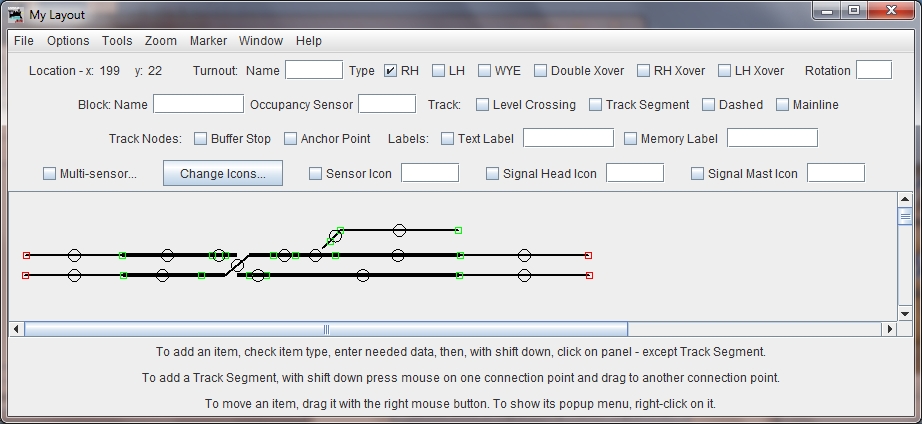 My Layout
File Options Tools Zoom Marker Window Help
Location - x: 199 y: 22 Turnout: Name Type RH LH WYE Double Xover RH Xover LH Xover Rotation
Block: Name Occupancy Sensor Track: Level Crossing Track Segment Dashed Mainline
Track Nodes: Buffer Stop Anchor Point Labels: Text Label Memory Label
Multi-sensor... Change Icons... Sensor Icon Signal Head Icon Signal Mast Icon
To add an item, check item type, enter needed data, then, with shift down, click on panel - except Track Segment.
To add a Track Segment, with shift down press mouse on one connection point and drag to another connection point.
To move an item, drag it with the right mouse button. To show its popup menu, right-click on it.